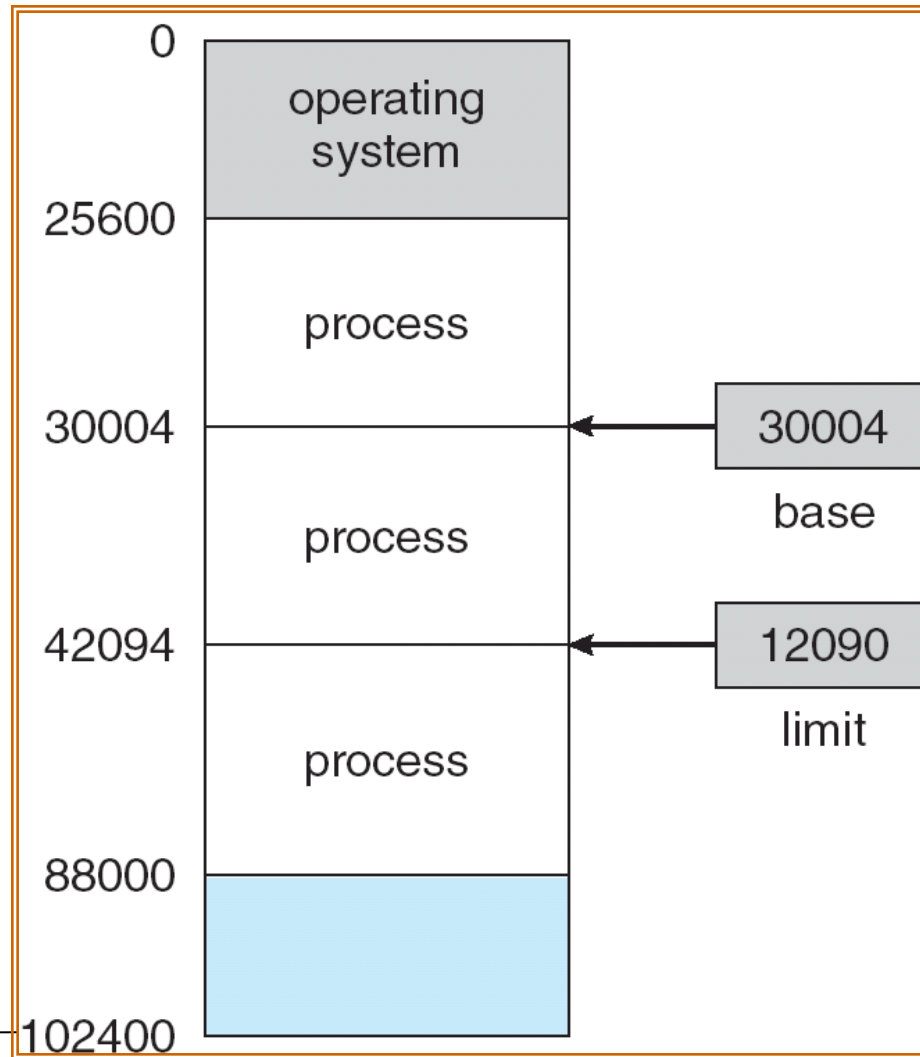 0
operating
system
25600
process
30004
30004
base
process
42094
12090
limit
process
88000
102400